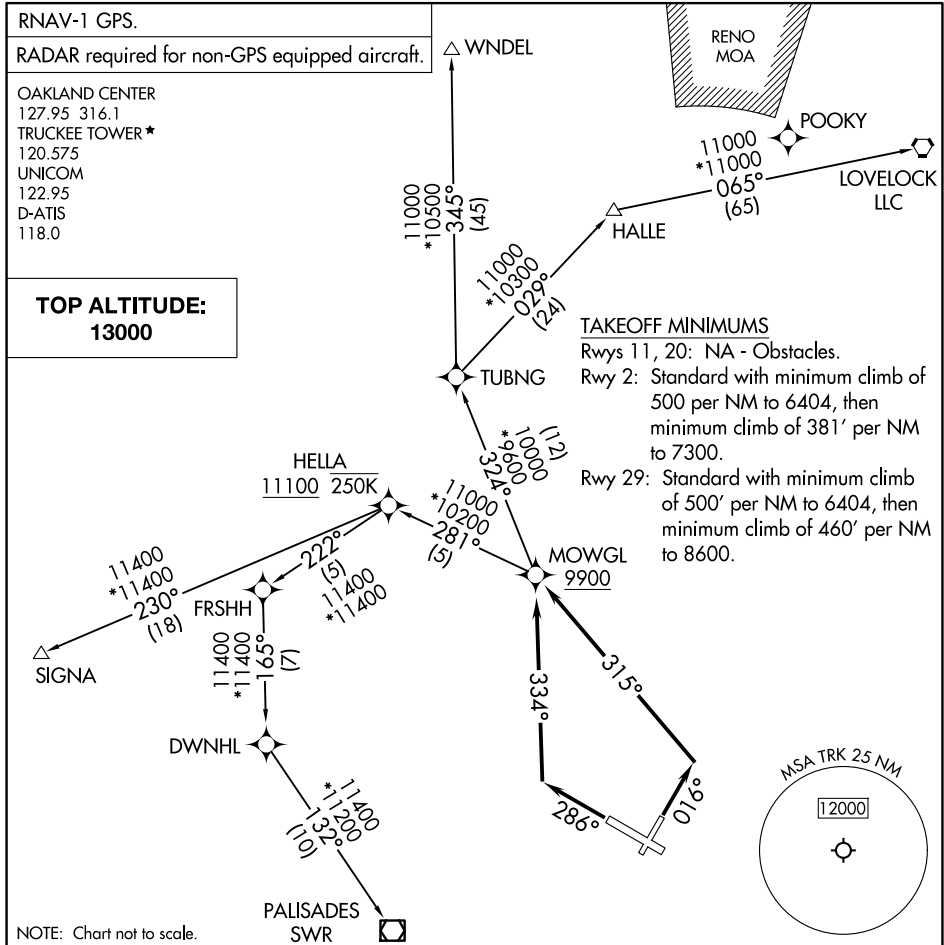 RNAV-1 GPS.
RADAR required for non-GPS equipped aircraft.
OAKLAND CENTER
127.95 316.1
TRUCKEE TOWER★
120.575
UNICOM
122.95
D-ATIS
118.0
TOP ALTITUDE:
13000
WNDEL
RENO
MOA
POOKY
11000
*11000
065°
(65)
LOVELOCK
LLC
HALLE
11000
*10500
345°
(45)
11000
*10300
029°
(24)
TUBNG
TAKEOFF MINIMUMS
Rwys 11, 20: NA - Obstacles.
Rwy 2: Standard with minimum climb of
500 per NM to 6404, then
minimum climb of 381' per NM
to 7300.
Rwy 29: Standard with minimum climb
of 500' per NM to 6404, then
minimum climb of 460' per NM
to 8600.
(12)
10000
*9600
324°
HELLA
11100 250K
11000
*10200
281°
(5)
MOWGL
9900
222°
(5)
11400
*11400
11400
*11400
230°
(18)
FRSHH
SIGNA
11400
*11400
165°
(7)
DWNHL
334°
315°
286°
016°
11400
*11200
132°
(10)
PALISADES
SWR
MSA TRK 25 NM
12000
NOTE: Chart not to scale.